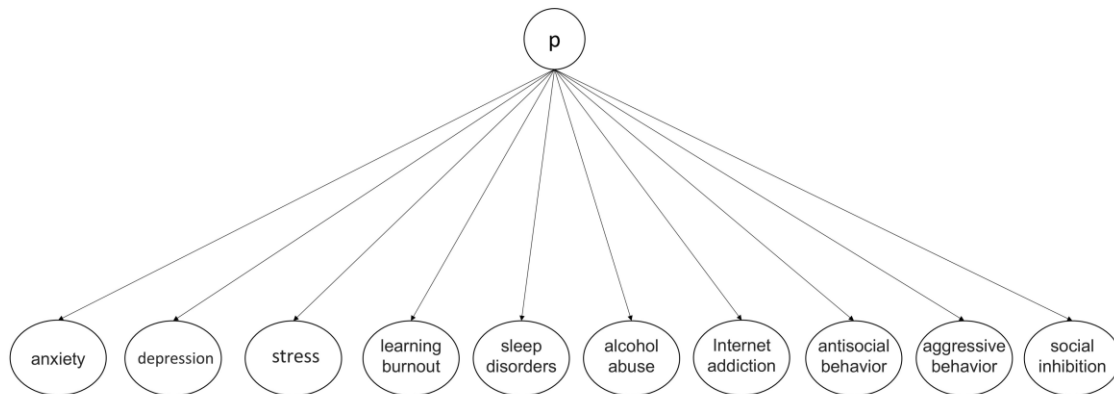 p
anxiety
depression
stress
learning
burnout
sleep
disorders
alcohol
abuse
Internet
addiction
antisocial
behavior
aggressive
behavior
social
inhibition